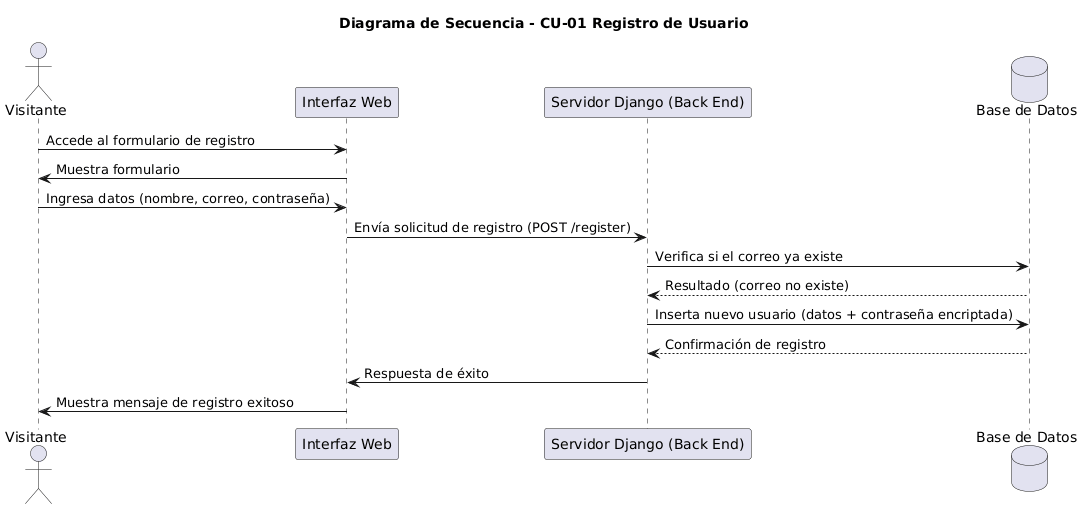 Diagrama de Secuencia - CU-01 Registro de Usuario
Visitante
Interfaz Web
Servidor Django (Back End)
Base de Datos
Accede al formulario de registro
Muestra formulario
Ingresa datos (nombre, correo, contraseña)
Envía solicitud de registro (POST /register)
Verifica si el correo ya existe
Resultado (correo no existe)
Inserta nuevo usuario (datos + contraseña encriptada)
Confirmación de registro
Respuesta de éxito
Muestra mensaje de registro exitoso
Visitante
Interfaz Web
Servidor Django (Back End)
Base de Datos